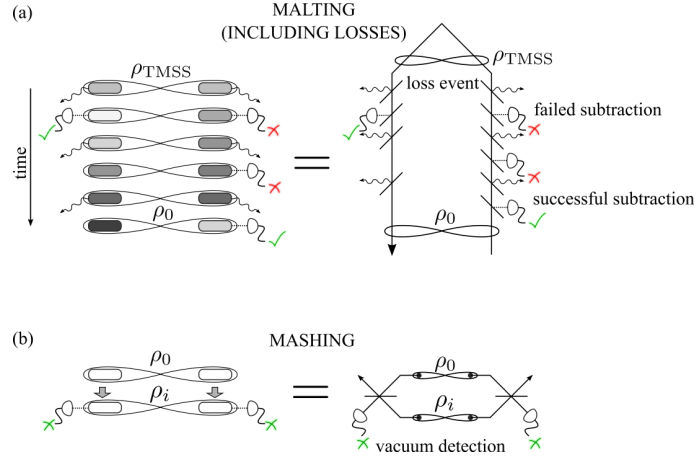 (a)
MALTING
(INCLUDING LOSSES)
ρTMSS
ρTMSS
loss event
failed subtraction
time
=
successful subtraction
ρ0
ρ0
(b)
MASHING
ρ0
ρ0
=
ρi
ρi
vacuum detection